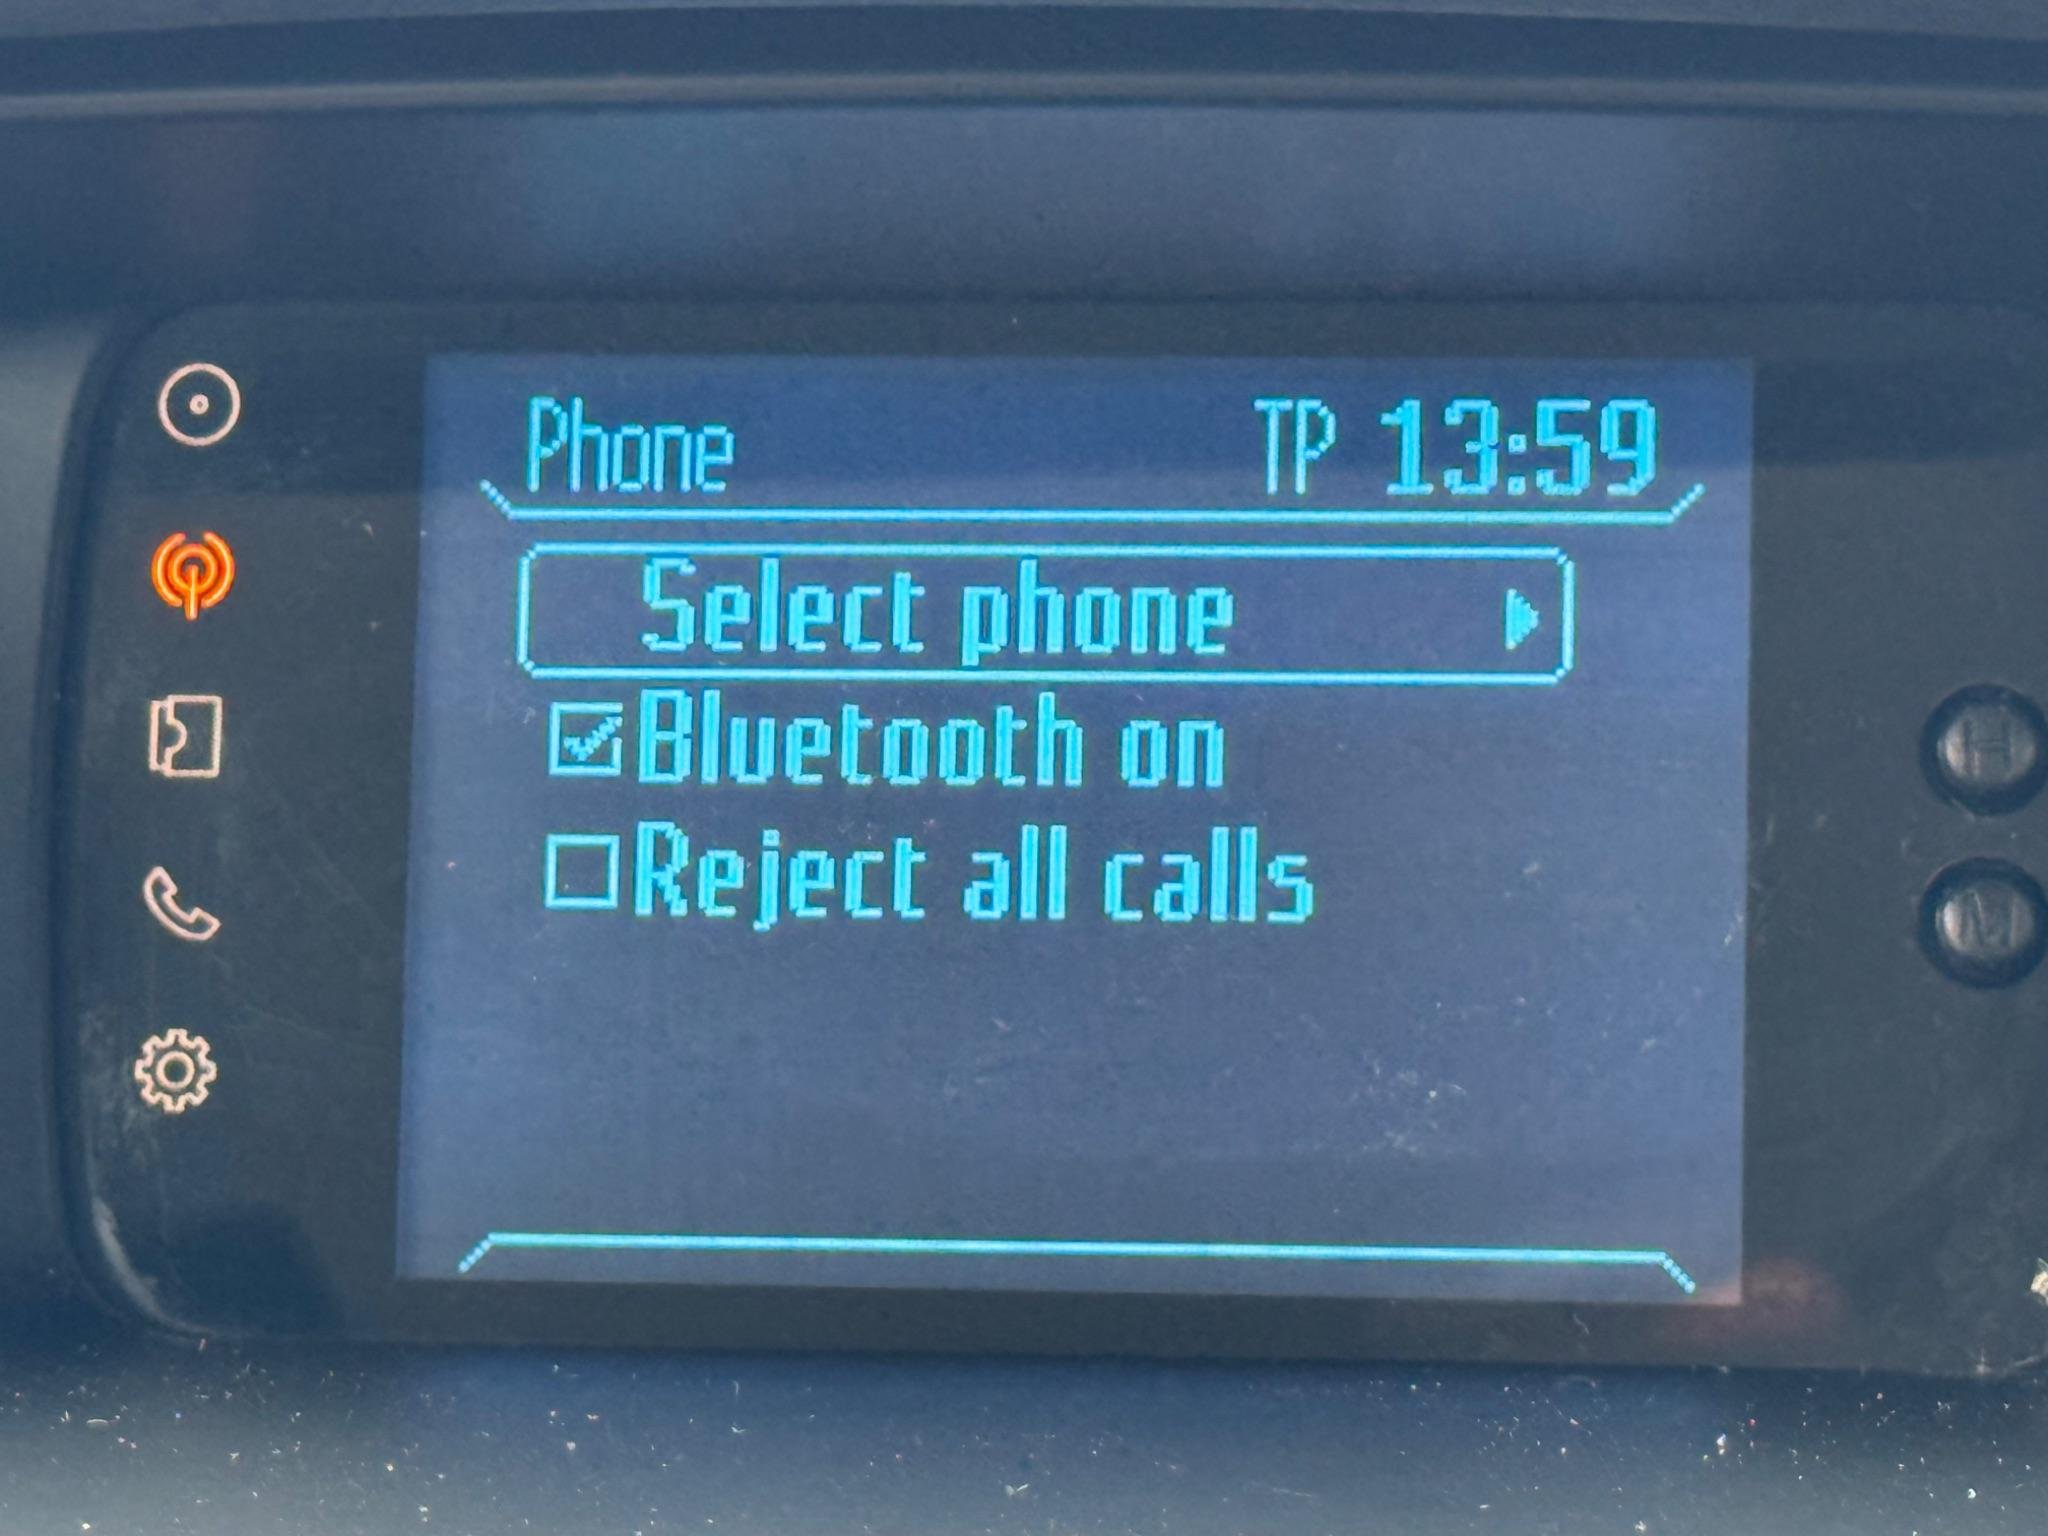 Phone TP 13:59
Select phone
Bluetooth on
Reject all calls
H
M